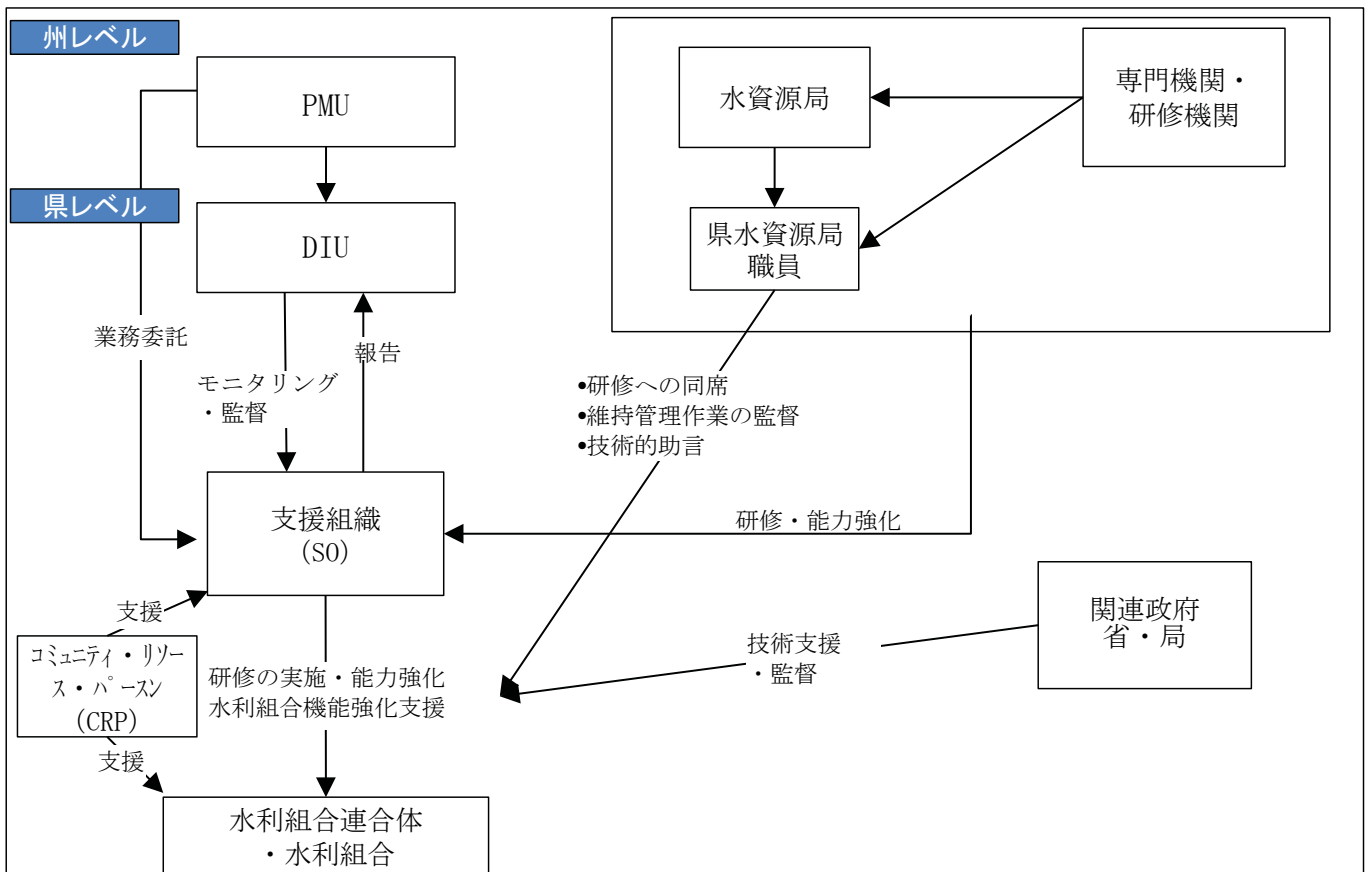 州レベル
PMU
水資源局
専門機関・
研修機関
県レベル
DIU
県水資源局
職員
業務委託
報告
モニタリング
・監督
•研修への同席
•維持管理作業の監督
•技術的助言
支援組織
(SO)
研修・能力強化
関連政府
省・局
支援
コミュニティ・リソー
ス・パースン
(CRP)
技術支援
・監督
研修の実施・能力強化
水利組合機能強化支援
支援
水利組合連合体
・水利組合